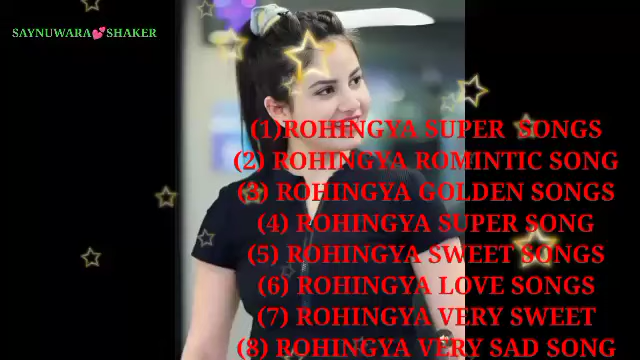 SAYNUWARA💕SHAKER
(1)ROHINGYA SUPER SONGS
(2) ROHINGYA ROMINTIC SONG
(3) ROHINGYA GOLDEN SONGS
(4) ROHINGYA SUPER SONG
(5) ROHINGYA SWEET SONGS
(6) ROHINGYA LOVE SONGS
(7) ROHINGYA VERY SWEET
(8) ROHINGYA VERY SAD SONG